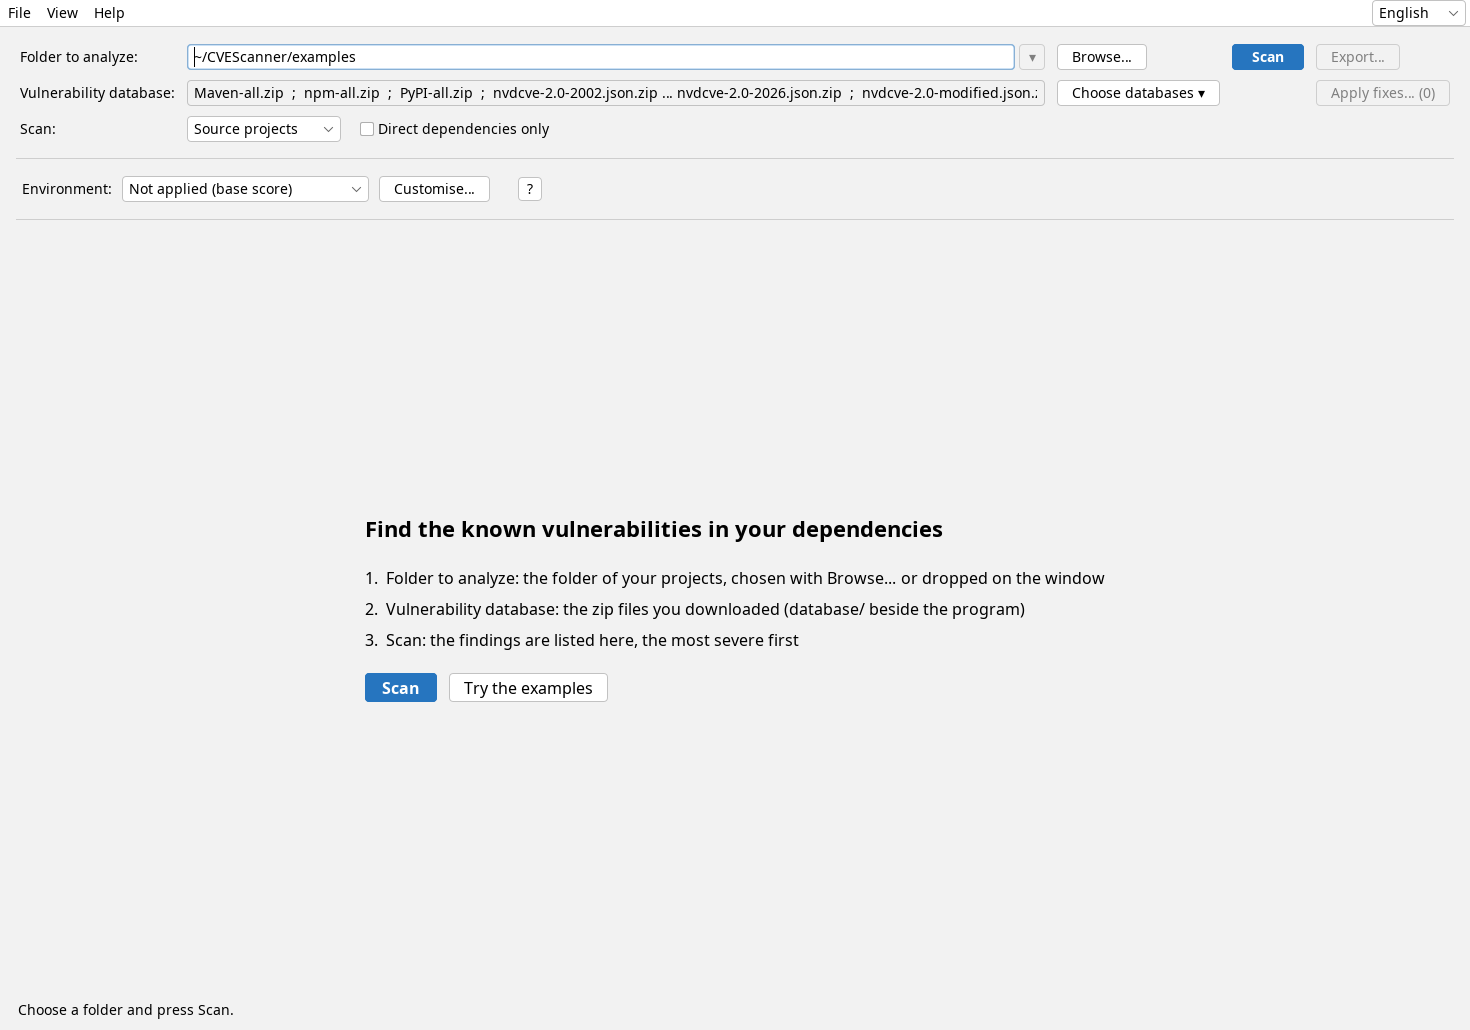 File View Help English
Folder to analyze: ~/CVEScanner/examples ▾ Browse... Scan Export...
Vulnerability database: Maven-all.zip ; npm-all.zip ; PyPI-all.zip ; nvdcve-2.0-2002.json.zip ... nvdcve-2.0-2026.json.zip ; nvdcve-2.0-modified.json.: Choose databases ▾ Apply fixes... (0)
Scan: Source projects Direct dependencies only
Environment: Not applied (base score) Customise... ?
Find the known vulnerabilities in your dependencies
1. Folder to analyze: the folder of your projects, chosen with Browse... or dropped on the window
2. Vulnerability database: the zip files you downloaded (database/ beside the program)
3. Scan: the findings are listed here, the most severe first
Scan Try the examples
Choose a folder and press Scan.